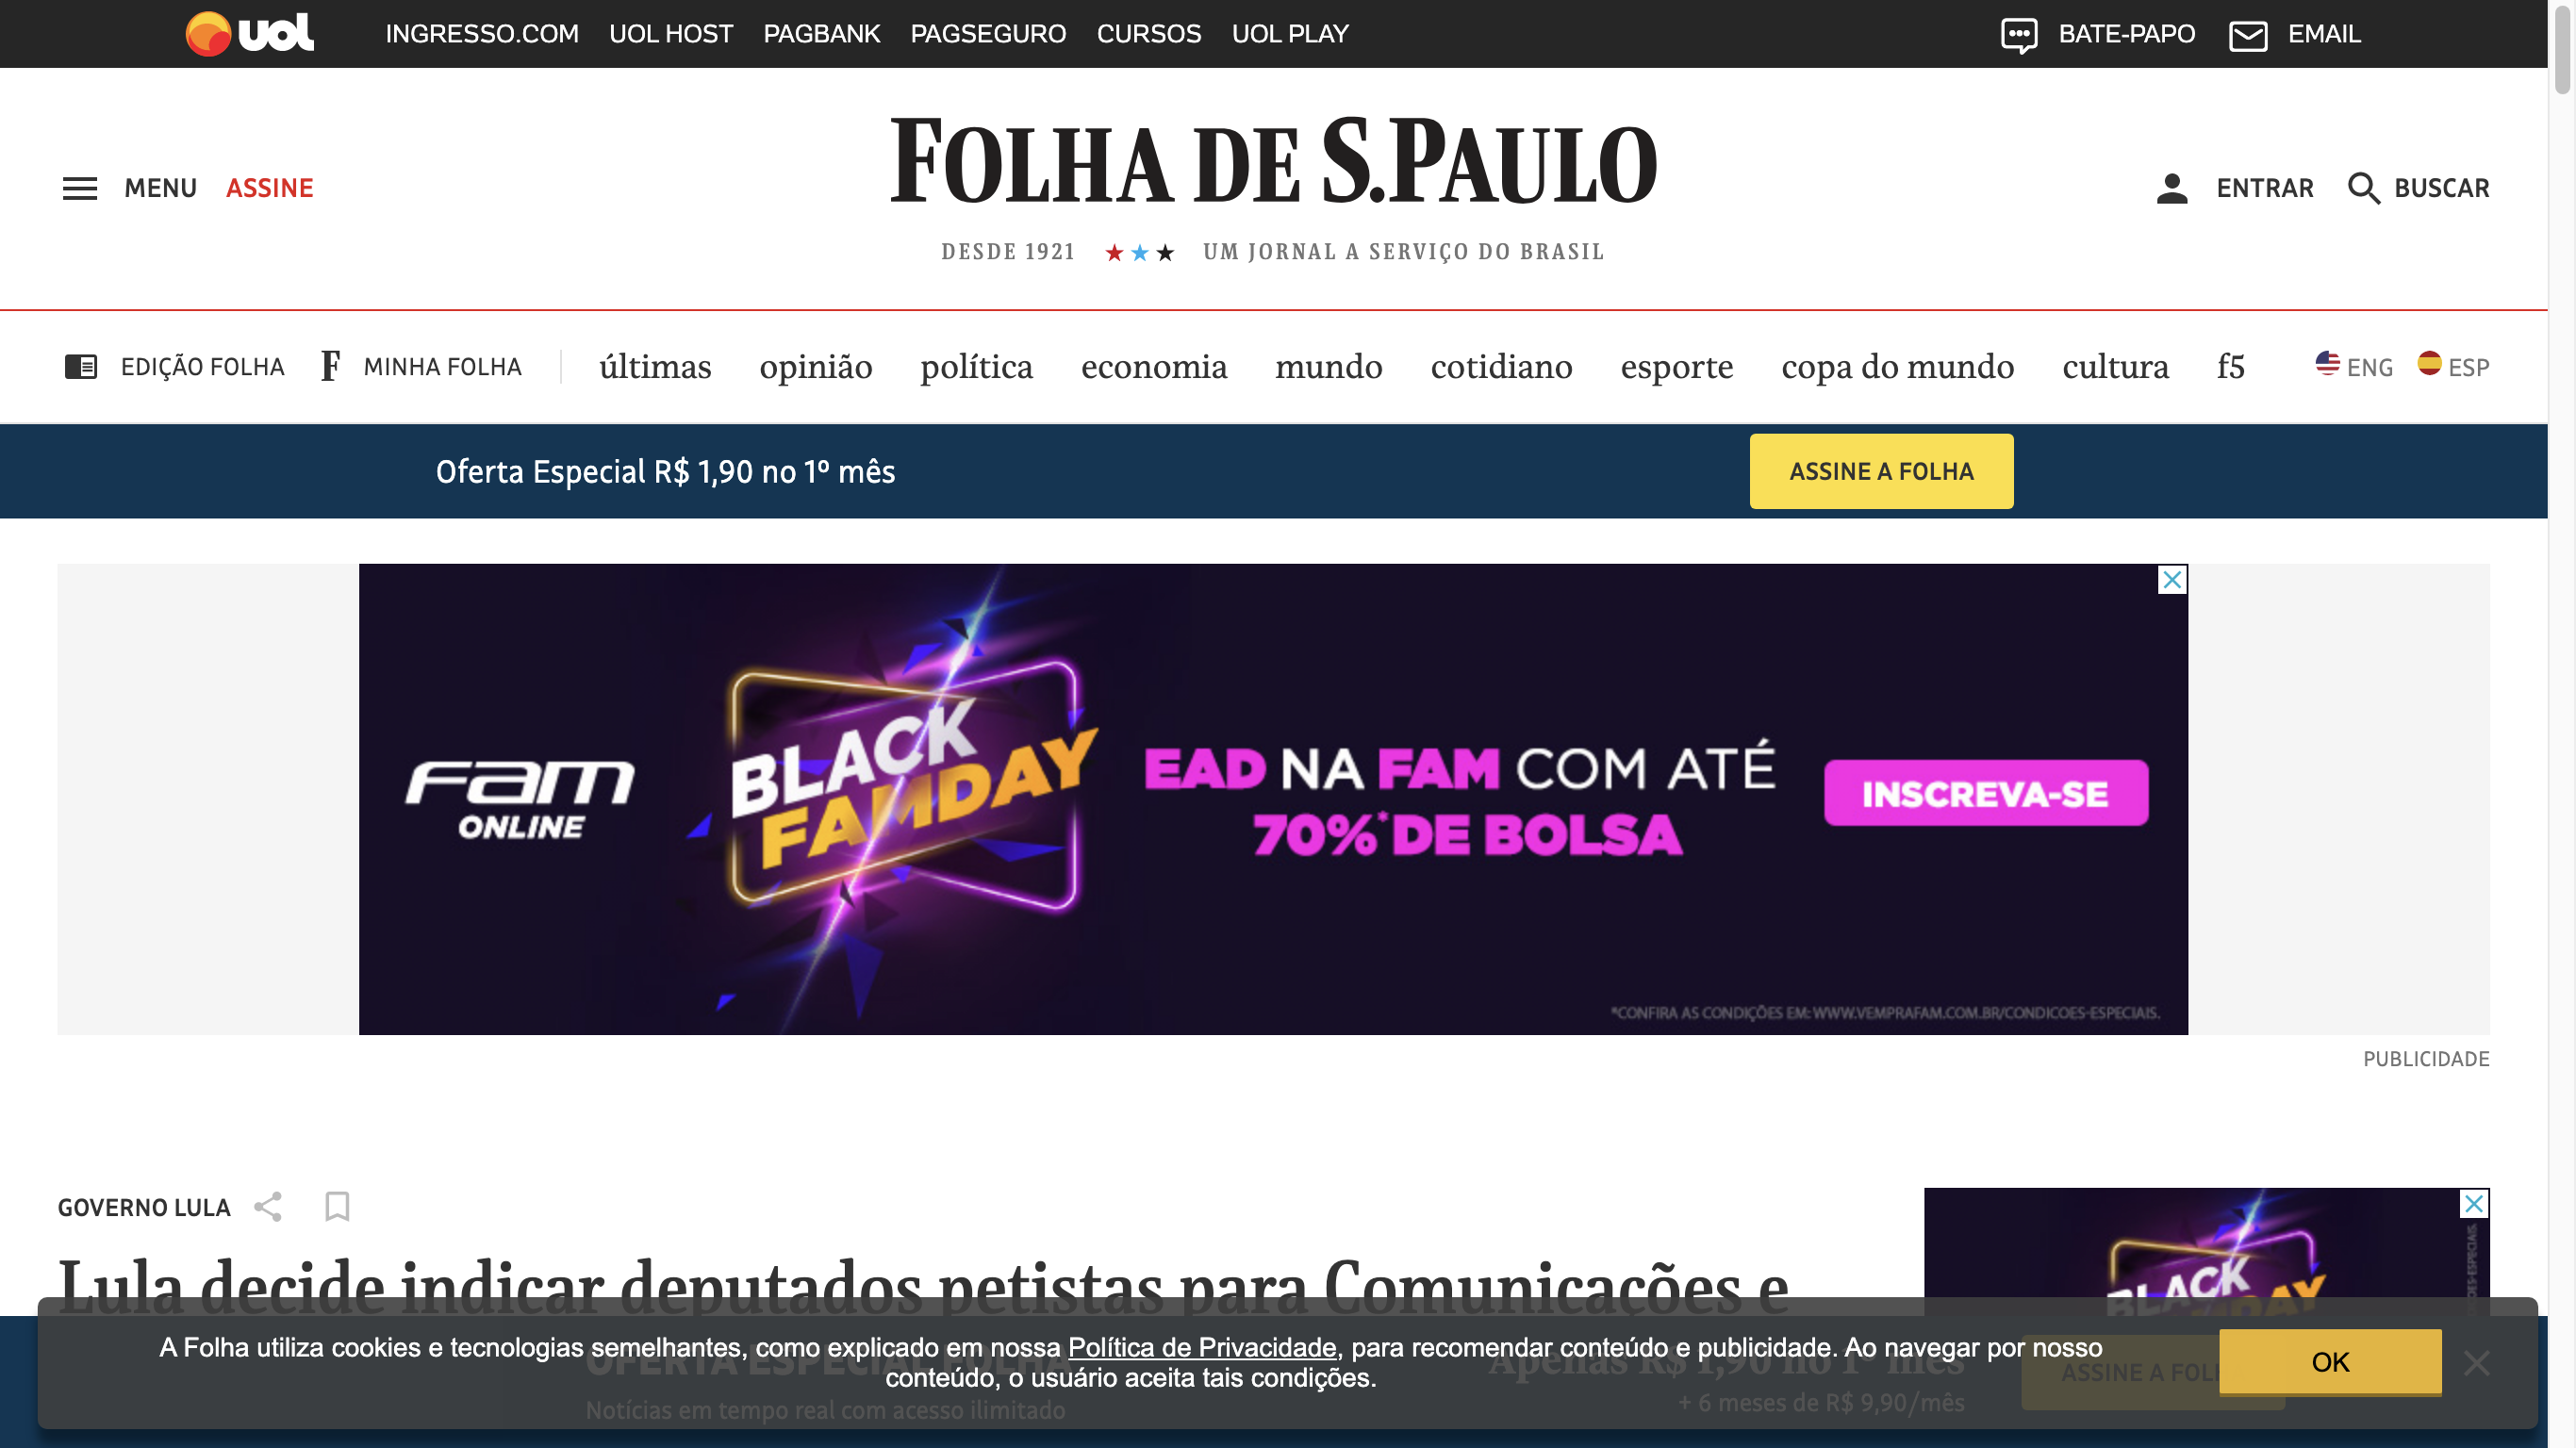 uol INGRESSO.COM UOL HOST PAGBANK PAGSEGURO CURSOS UOL PLAY BATE-PAPO EMAIL
MENU ASSINE FOLHA DE S.PAULO ENTRAR BUSCAR
DESDE 1921 ★★★ UM JORNAL A SERVIÇO DO BRASIL
EDIÇÃO FOLHA F MINHA FOLHA últimas opinião política economia mundo cotidiano esporte copa do mundo cultura f5 ENG ESP
Oferta Especial R$ 1,90 no 1º mês ASSINE A FOLHA
fam
ONLINE
BLACK
FAMDAY
EAD NA FAM COM ATÉ
70%* DE BOLSA
INSCREVA-SE
*CONFIRA AS CONDIÇÕES EM: WWW.VEMPRAFAM.COM.BR/CONDICOES-ESPECIAIS.
PUBLICIDADE
GOVERNO LULA
Lula decide indicar deputados petistas para Comunicações e
BLACK
FAMDAY
A Folha utiliza cookies e tecnologias semelhantes, como explicado em nossa Política de Privacidade, para recomendar conteúdo e publicidade. Ao navegar por nosso
conteúdo, o usuário aceita tais condições.
OK
OFERTA ESPECIAL FOLHA
Notícias em tempo real com acesso ilimitado
Apenas R$ 1,90 no 1º mês
+ 6 meses de R$ 9,90/mês
ASSINE A FOL